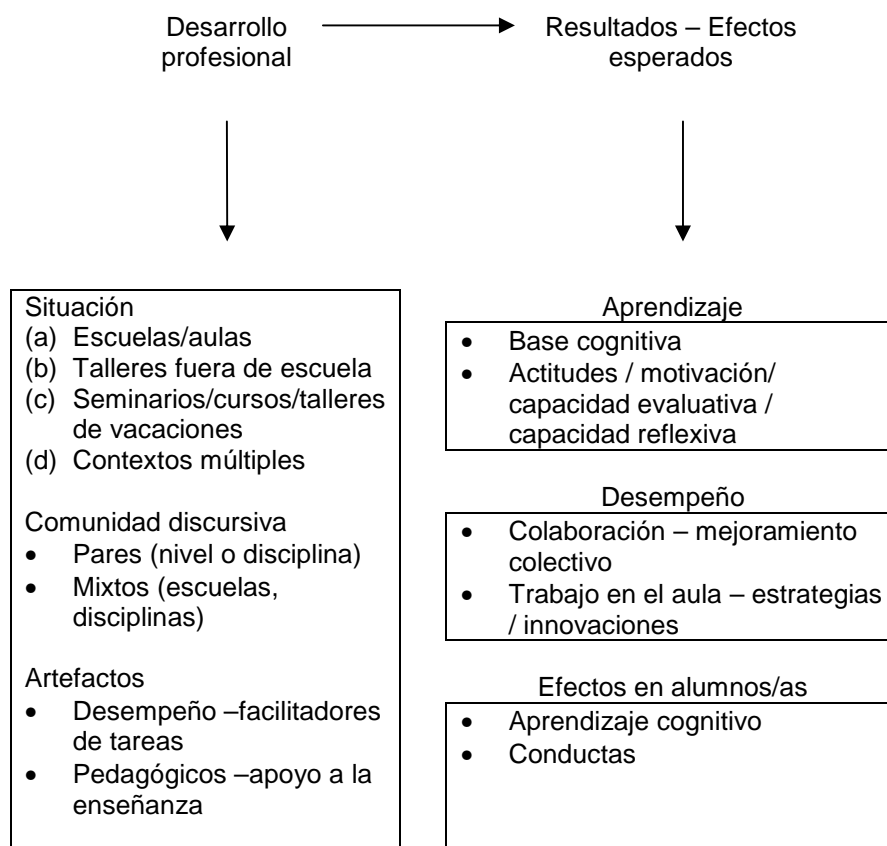 Desarrollo
profesional
Resultados – Efectos
esperados
Situación
(a) Escuelas/aulas
(b) Talleres fuera de escuela
(c) Seminarios/cursos/talleres
de vacaciones
(d) Contextos múltiples
Comunidad discursiva
• Pares (nivel o disciplina)
• Mixtos (escuelas,
disciplinas)
Artefactos
• Desempeño –facilitadores
de tareas
• Pedagógicos –apoyo a la
enseñanza
Aprendizaje
• Base cognitiva
• Actitudes / motivación/
capacidad evaluativa /
capacidad reflexiva
Desempeño
• Colaboración – mejoramiento
colectivo
• Trabajo en el aula – estrategias
/ innovaciones
Efectos en alumnos/as
• Aprendizaje cognitivo
• Conductas